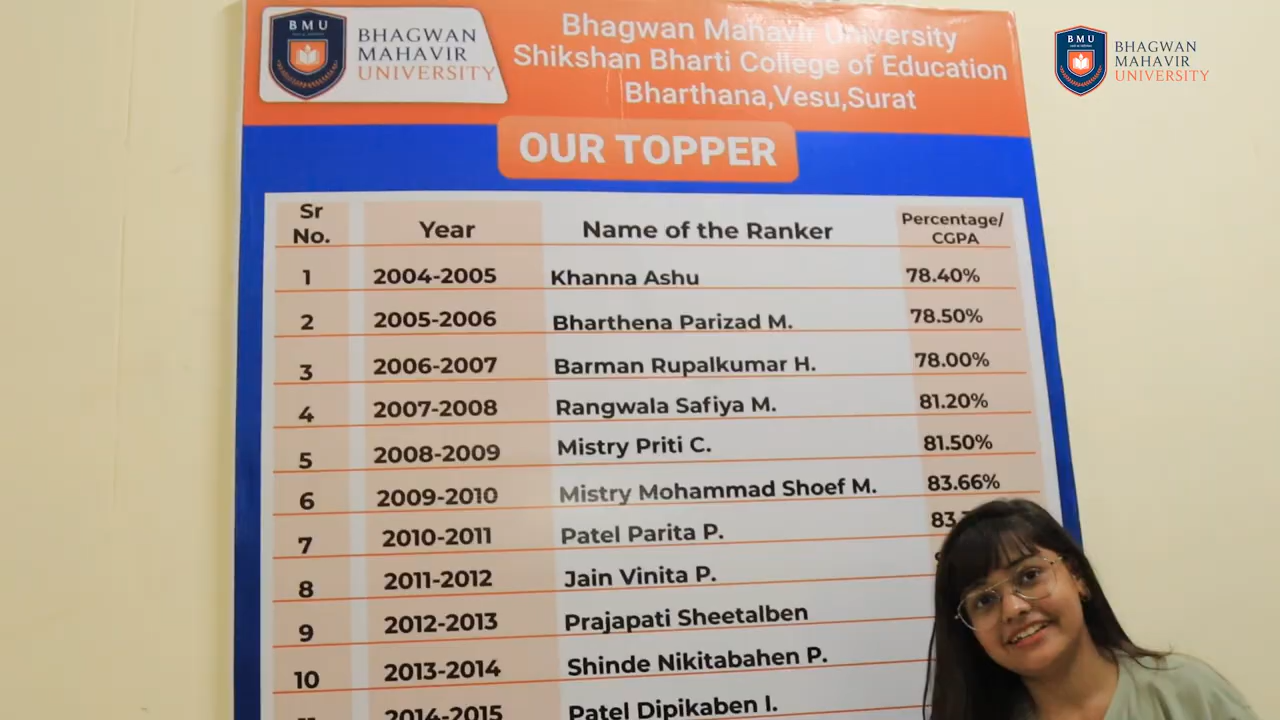 BMU
BHAGWAN
MAHAVIR
UNIVERSITY
Bhagwan Mahavir University
Shikshan Bharti College of Education
Bharthana,Vesu,Surat
BMU
BHAGWAN
MAHAVIR
UNIVERSITY
OUR TOPPER
Sr No. Year Name of the Ranker Percentage/ CGPA
1 2004-2005 Khanna Ashu 78.40%
2 2005-2006 Bharthena Parizad M. 78.50%
3 2006-2007 Barman Rupalkumar H. 78.00%
4 2007-2008 Rangwala Safiya M. 81.20%
5 2008-2009 Mistry Priti C. 81.50%
6 2009-2010 Mistry Mohammad Shoef M. 83.66%
7 2010-2011 Patel Parita P.
8 2011-2012 Jain Vinita P.
9 2012-2013 Prajapati Sheetalben
10 2013-2014 Shinde Nikitabahen P.
2014-2015 Patel Dipikaben I.